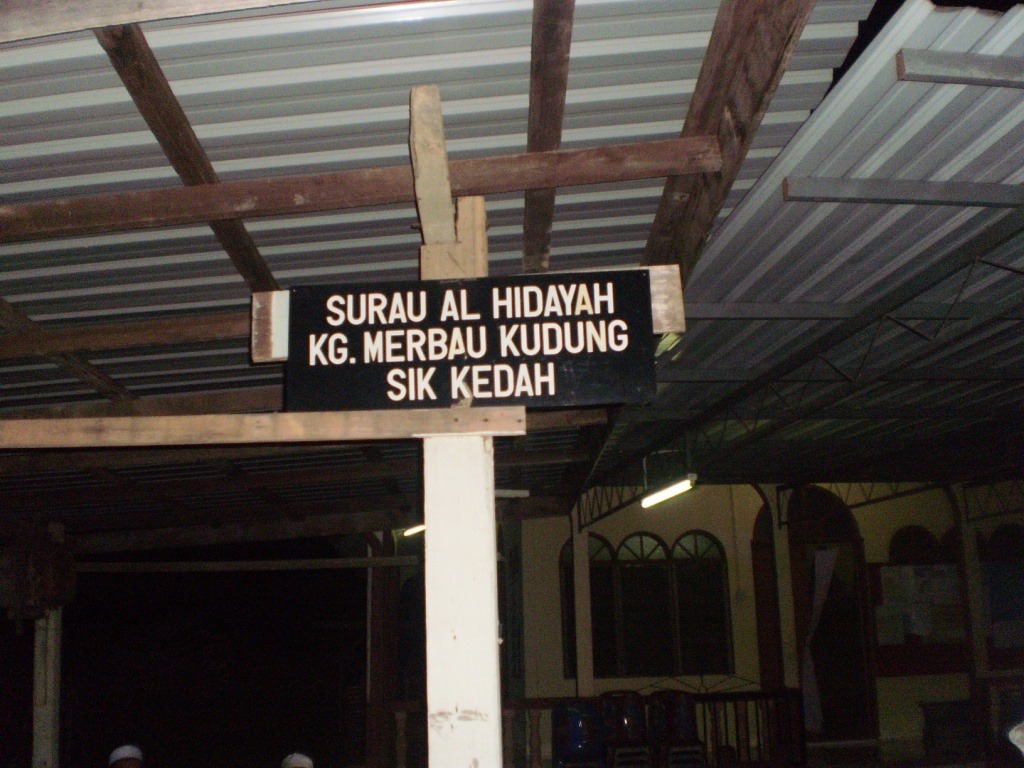 SURAU AL HIDAYAH
KG. MERBAU KUDUNG
SIK KEDAH